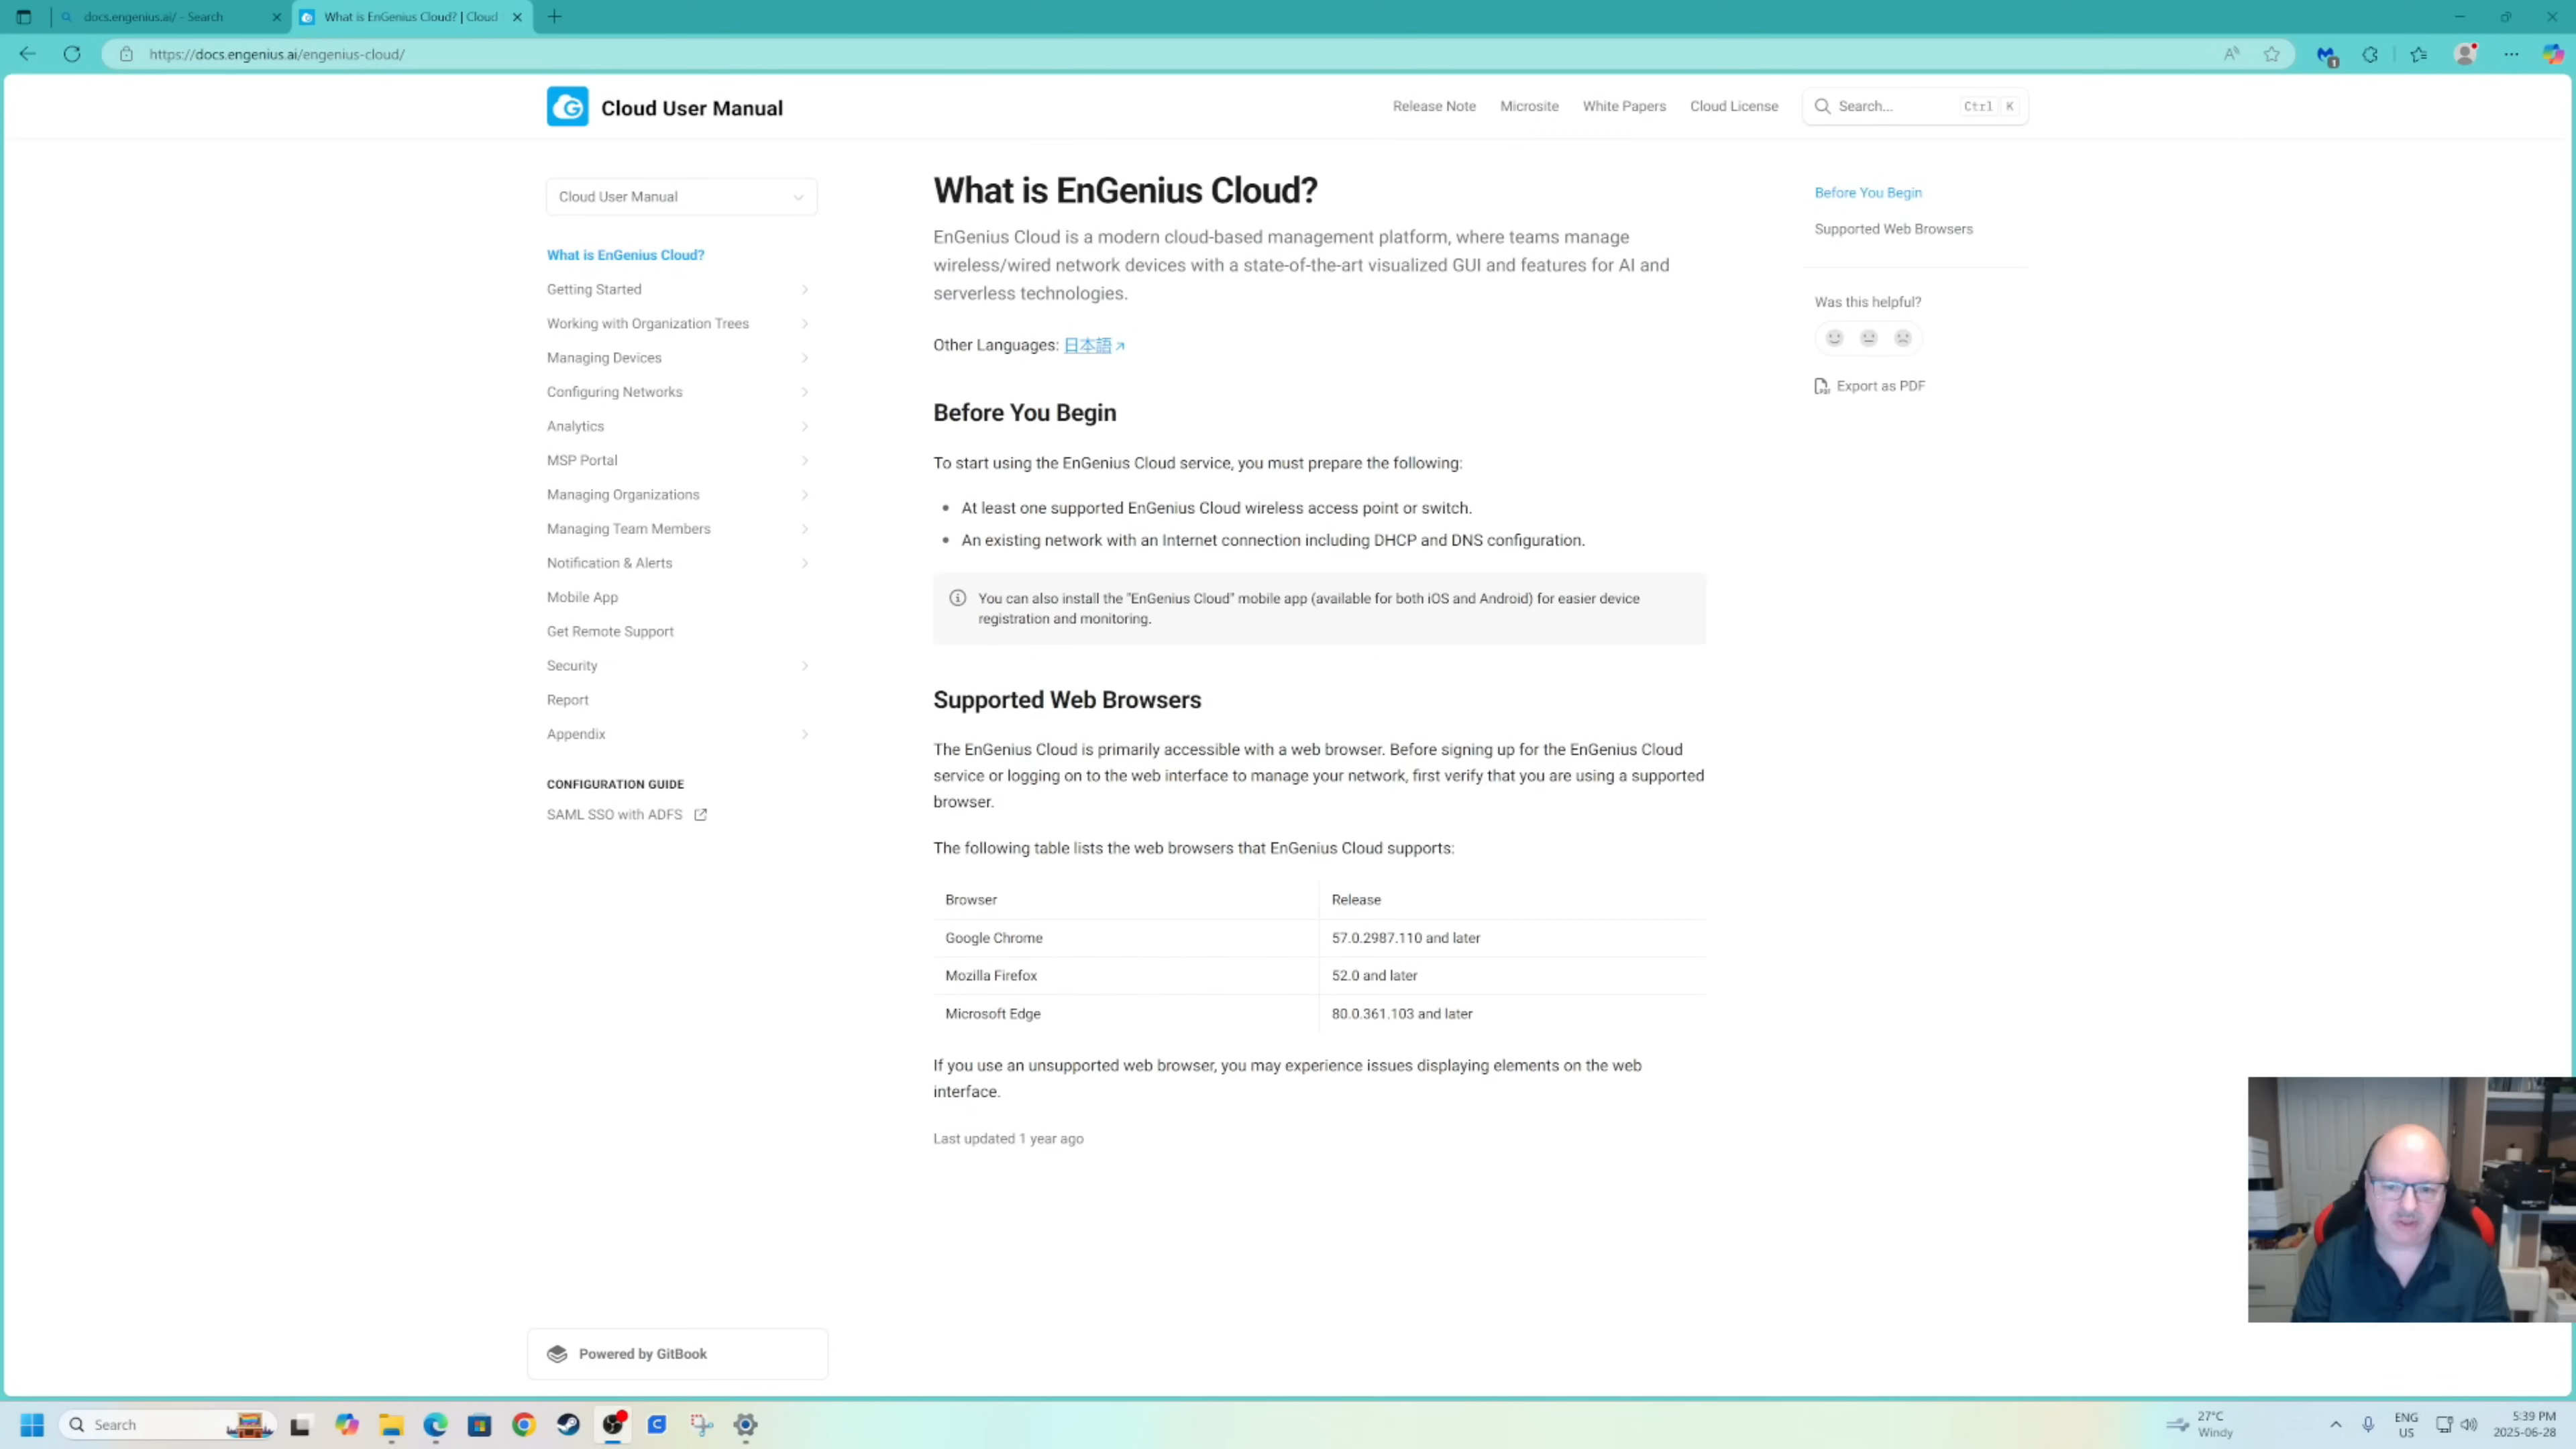 docs.engenius.ai/ - Search
What is EnGenius Cloud? | Cloud
https://docs.engenius.ai/engenius-cloud/
1
Cloud User Manual
Release Note
Microsite
White Papers
Cloud License
Search...
Ctrl K
Cloud User Manual
What is EnGenius Cloud?
Getting Started
Working with Organization Trees
Managing Devices
Configuring Networks
Analytics
MSP Portal
Managing Organizations
Managing Team Members
Notification & Alerts
Mobile App
Get Remote Support
Security
Report
Appendix
CONFIGURATION GUIDE
SAML SSO with ADFS
Powered by GitBook
What is EnGenius Cloud?
EnGenius Cloud is a modern cloud-based management platform, where teams manage
wireless/wired network devices with a state-of-the-art visualized GUI and features for AI and
serverless technologies.
Other Languages: 日本語
Before You Begin
To start using the EnGenius Cloud service, you must prepare the following:
At least one supported EnGenius Cloud wireless access point or switch.
An existing network with an Internet connection including DHCP and DNS configuration.
You can also install the "EnGenius Cloud" mobile app (available for both iOS and Android) for easier device
registration and monitoring.
Supported Web Browsers
The EnGenius Cloud is primarily accessible with a web browser. Before signing up for the EnGenius Cloud
service or logging on to the web interface to manage your network, first verify that you are using a supported
browser.
The following table lists the web browsers that EnGenius Cloud supports:
Browser Release
Google Chrome 57.0.2987.110 and later
Mozilla Firefox 52.0 and later
Microsoft Edge 80.0.361.103 and later
If you use an unsupported web browser, you may experience issues displaying elements on the web
interface.
Last updated 1 year ago
Before You Begin
Supported Web Browsers
Was this helpful?
Export as PDF
Search
27°C
Windy
ENG
US
5:39 PM
2025-06-28